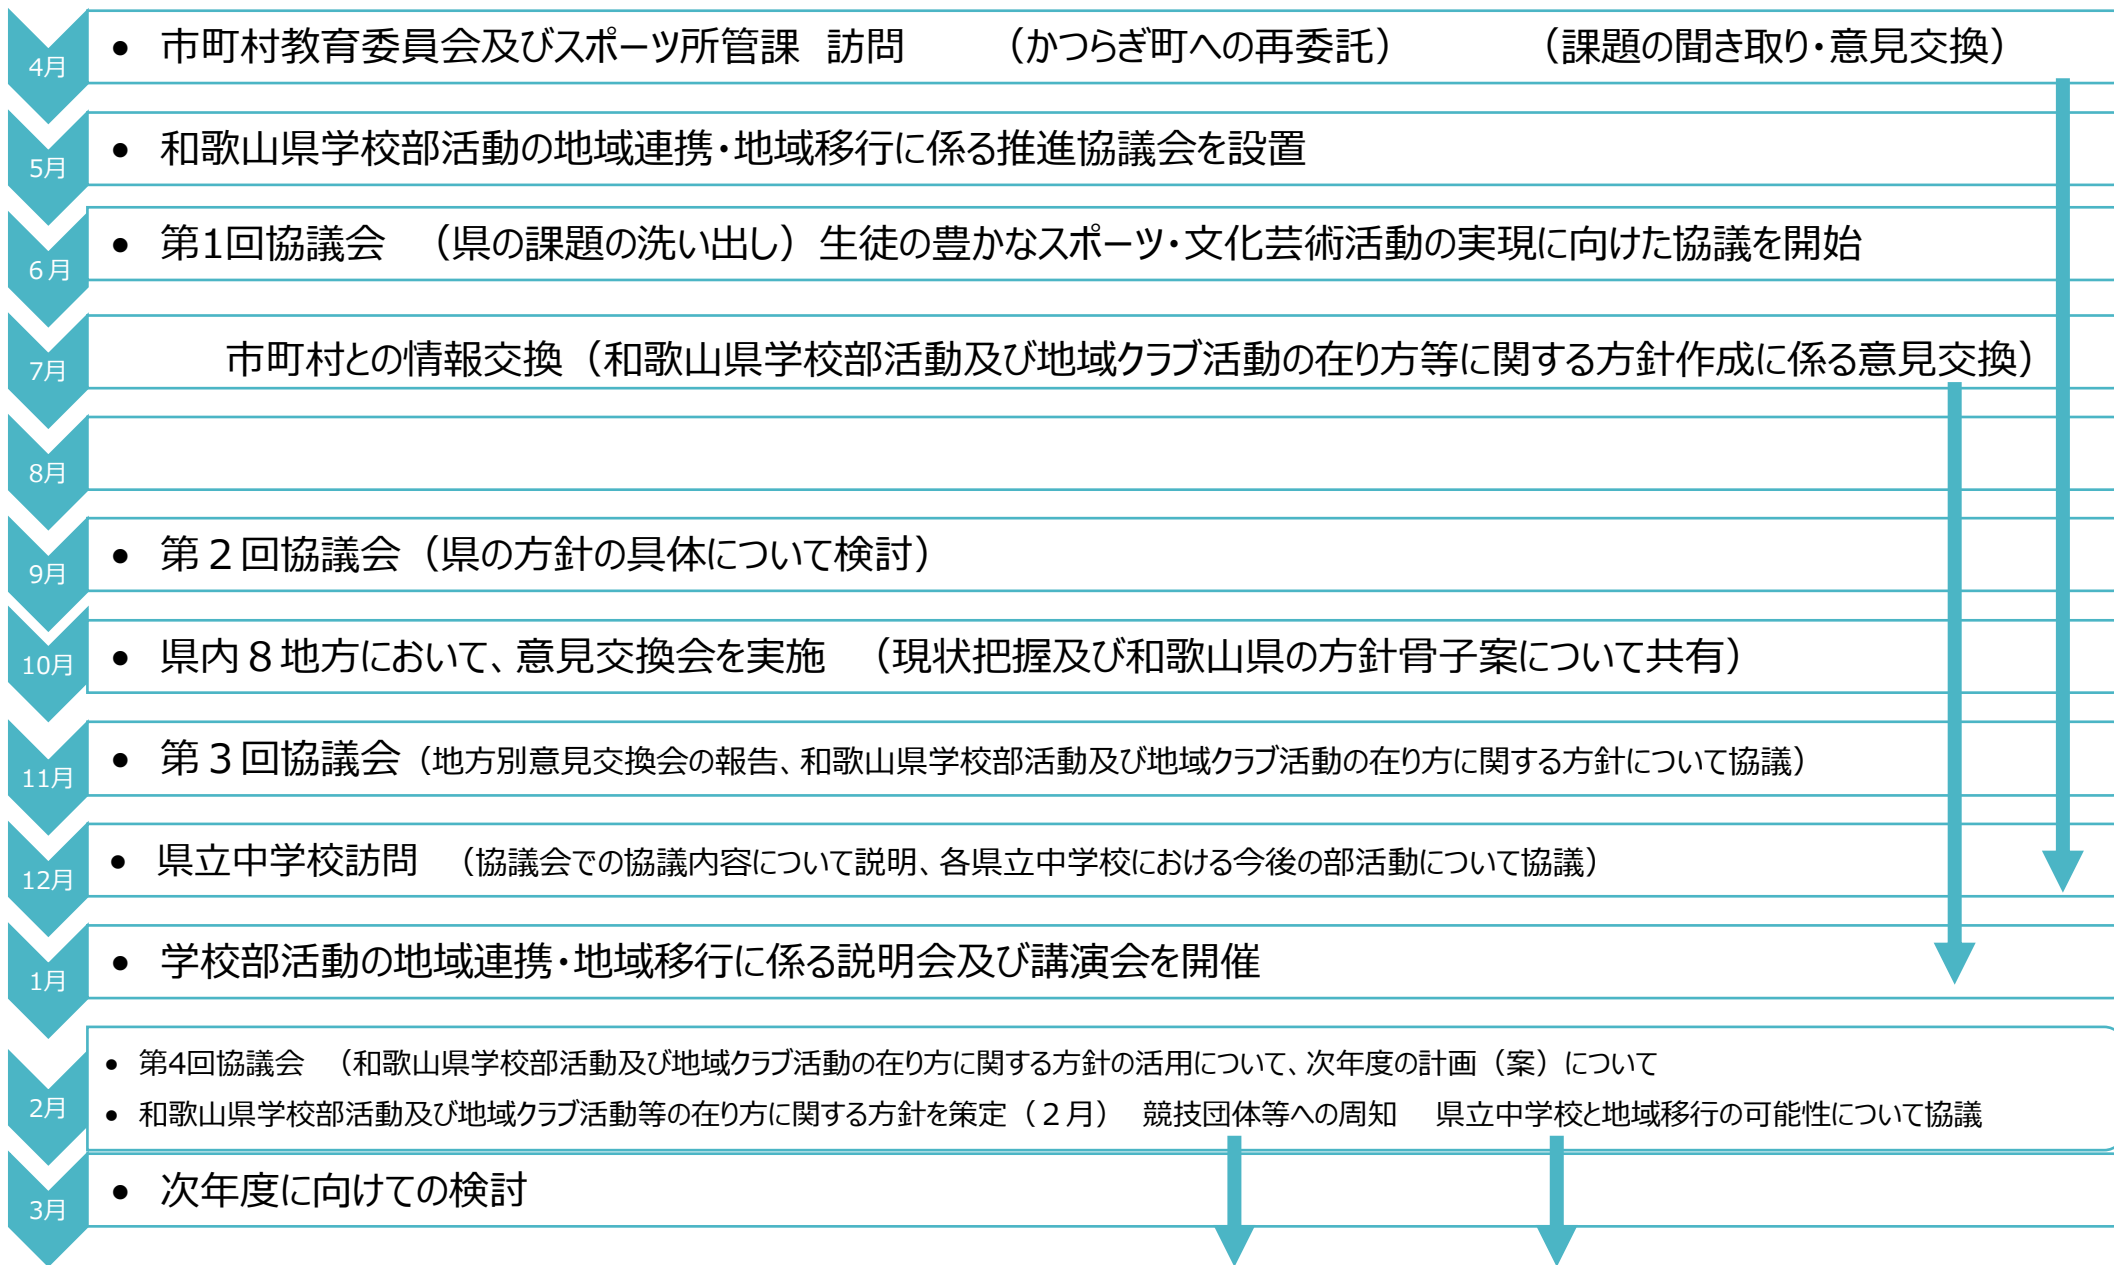 4月
• 市町村教育委員会及びスポーツ所管課 訪問 （かつらぎ町への再委託） （課題の聞き取り・意見交換）
5月
• 和歌山県学校部活動の地域連携・地域移行に係る推進協議会を設置
6月
• 第1回協議会 （県の課題の洗い出し）生徒の豊かなスポーツ・文化芸術活動の実現に向けた協議を開始
7月
市町村との情報交換（和歌山県学校部活動及び地域クラブ活動の在り方等に関する方針作成に係る意見交換）
8月
9月
• 第２回協議会（県の方針の具体について検討）
10月
• 県内８地方において、意見交換会を実施 （現状把握及び和歌山県の方針骨子案について共有）
11月
• 第３回協議会（地方別意見交換会の報告、和歌山県学校部活動及び地域クラブ活動の在り方に関する方針について協議）
12月
• 県立中学校訪問 （協議会での協議内容について説明、各県立中学校における今後の部活動について協議）
1月
• 学校部活動の地域連携・地域移行に係る説明会及び講演会を開催
2月
• 第4回協議会 （和歌山県学校部活動及び地域クラブ活動の在り方に関する方針の活用について、次年度の計画（案）について
• 和歌山県学校部活動及び地域クラブ活動等の在り方に関する方針を策定（２月） 競技団体等への周知 県立中学校と地域移行の可能性について協議
3月
• 次年度に向けての検討